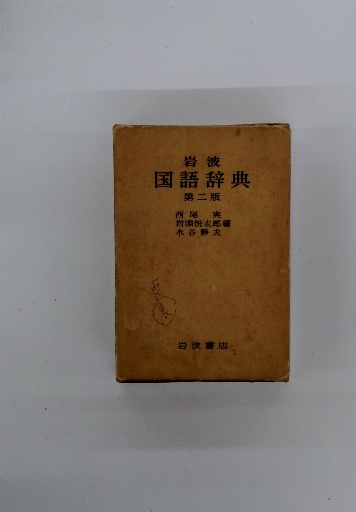 岩波
国語辞典
第二版
西尾 実
岩淵悦太郎編
水谷静夫
岩波書店